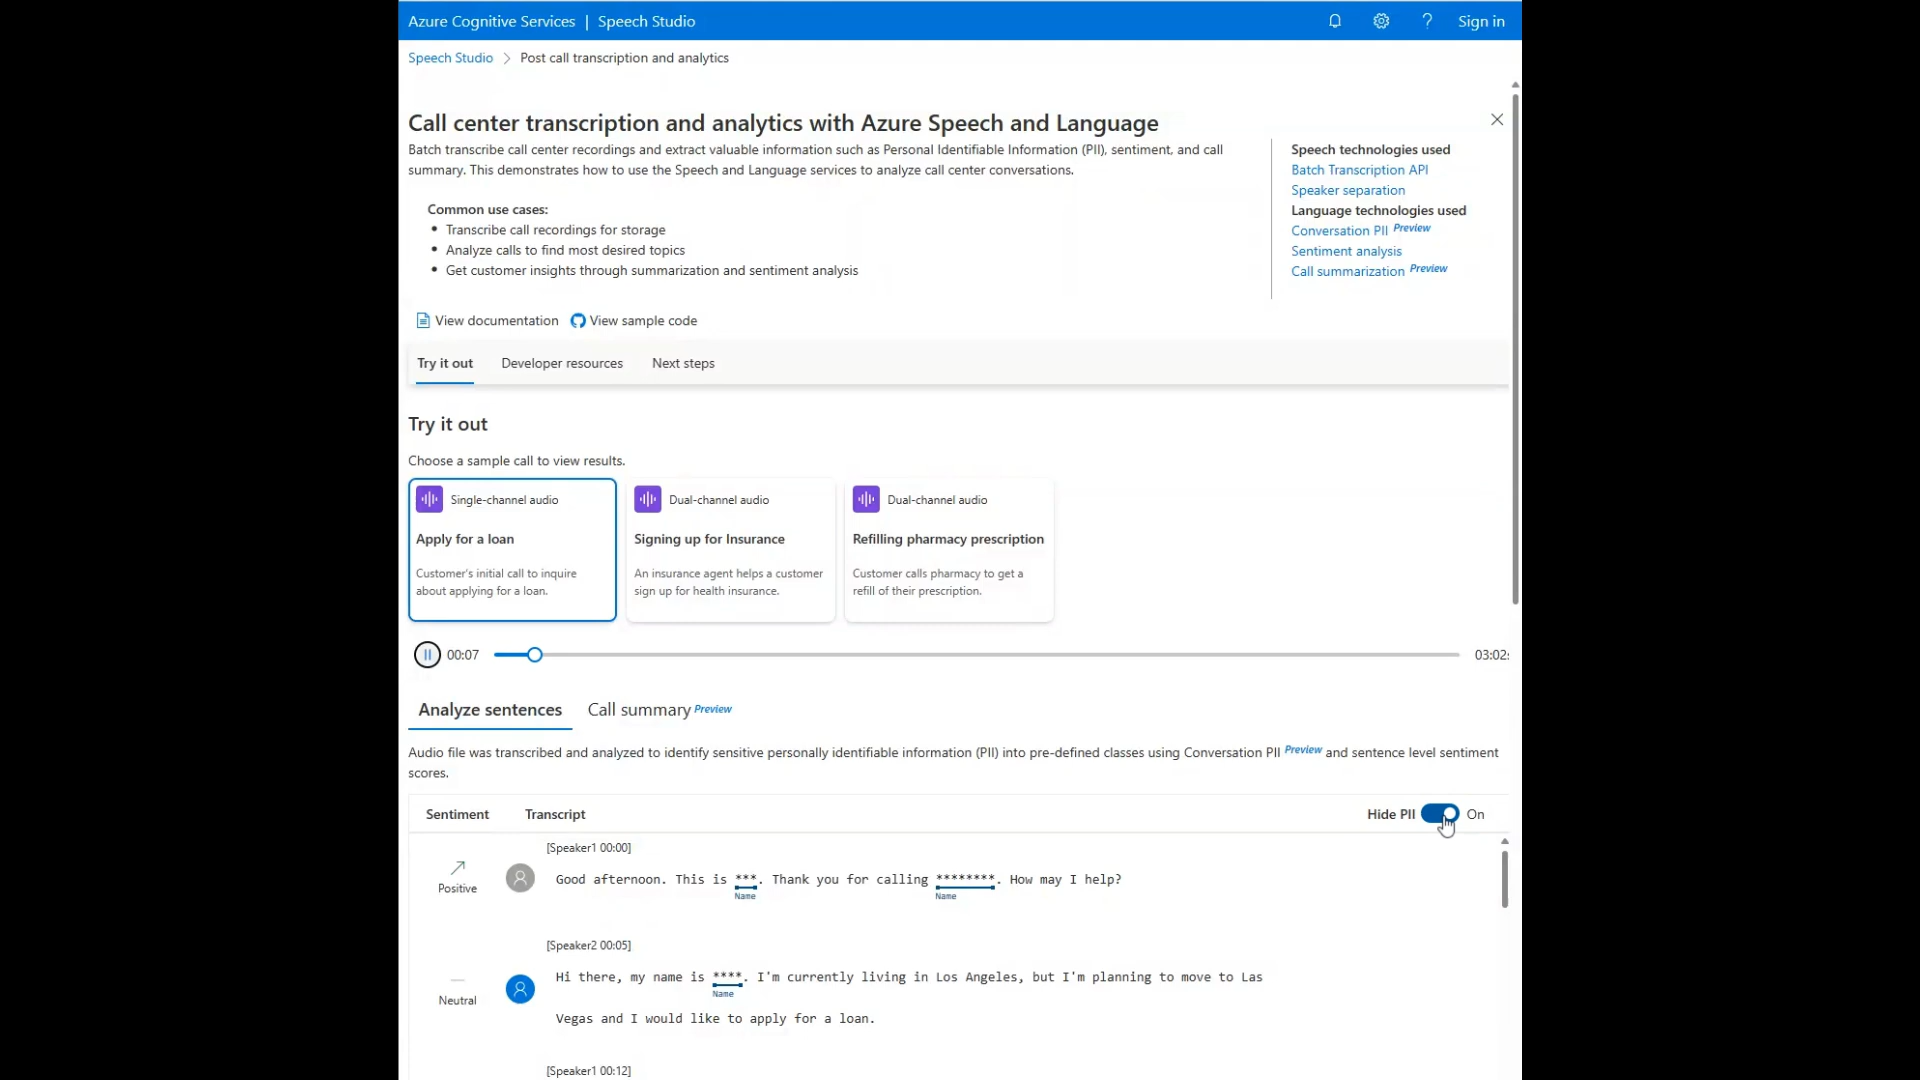 Azure Cognitive Services | Speech Studio
? Sign in
Speech Studio > Post call transcription and analytics
Call center transcription and analytics with Azure Speech and Language
Batch transcribe call center recordings and extract valuable information such as Personal Identifiable Information (PII), sentiment, and call
summary. This demonstrates how to use the Speech and Language services to analyze call center conversations.
Common use cases:
• Transcribe call recordings for storage
• Analyze calls to find most desired topics
• Get customer insights through summarization and sentiment analysis
Speech technologies used
Batch Transcription API
Speaker separation
Language technologies used
Conversation PII Preview
Sentiment analysis
Call summarization Preview
View documentation View sample code
Try it out Developer resources Next steps
Try it out
Choose a sample call to view results.
Single-channel audio
Apply for a loan
Customer's initial call to inquire
about applying for a loan.
Dual-channel audio
Signing up for Insurance
An insurance agent helps a customer
sign up for health insurance.
Dual-channel audio
Refilling pharmacy prescription
Customer calls pharmacy to get a
refill of their prescription.
00:07 03:02
Analyze sentences Call summary Preview
Audio file was transcribed and analyzed to identify sensitive personally identifiable information (PII) into pre-defined classes using Conversation PII Preview and sentence level sentiment
scores.
Sentiment Transcript Hide PII On
[Speaker1 00:00]
Positive
Good afternoon. This is ***. Thank you for calling ********. How may I help?
Name Name
[Speaker2 00:05]
Neutral
Hi there, my name is ****. I'm currently living in Los Angeles, but I'm planning to move to Las
Name
Vegas and I would like to apply for a loan.
[Speaker1 00:12]